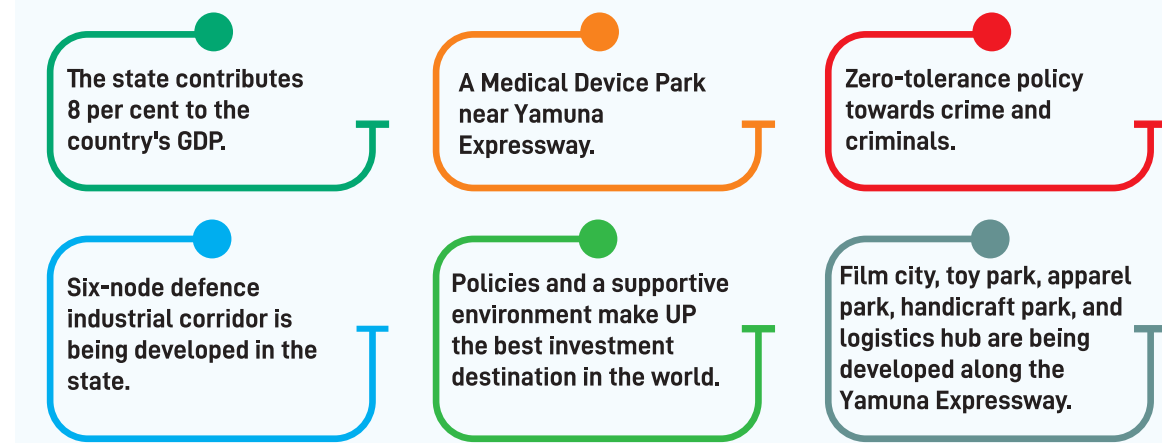 The state contributes
8 per cent to the
country's GDP.
A Medical Device Park
near Yamuna
Expressway.
Zero-tolerance policy
towards crime and
criminals.
Six-node defence
industrial corridor is
being developed in the
state.
Policies and a supportive
environment make UP
the best investment
destination in the world.
Film city, toy park, apparel
park, handicraft park, and
logistics hub are being
developed along the
Yamuna Expressway.